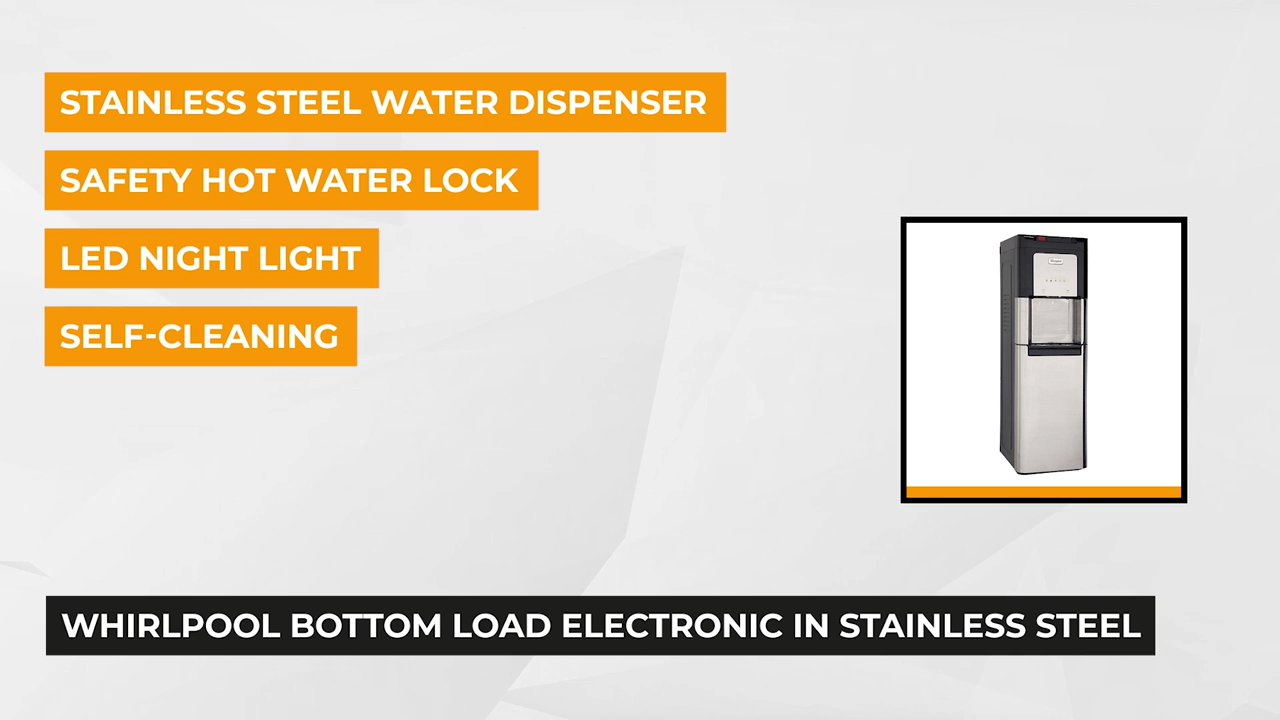 STAINLESS STEEL WATER DISPENSER
SAFETY HOT WATER LOCK
LED NIGHT LIGHT
SELF-CLEANING
WHIRLPOOL BOTTOM LOAD ELECTRONIC IN STAINLESS STEEL